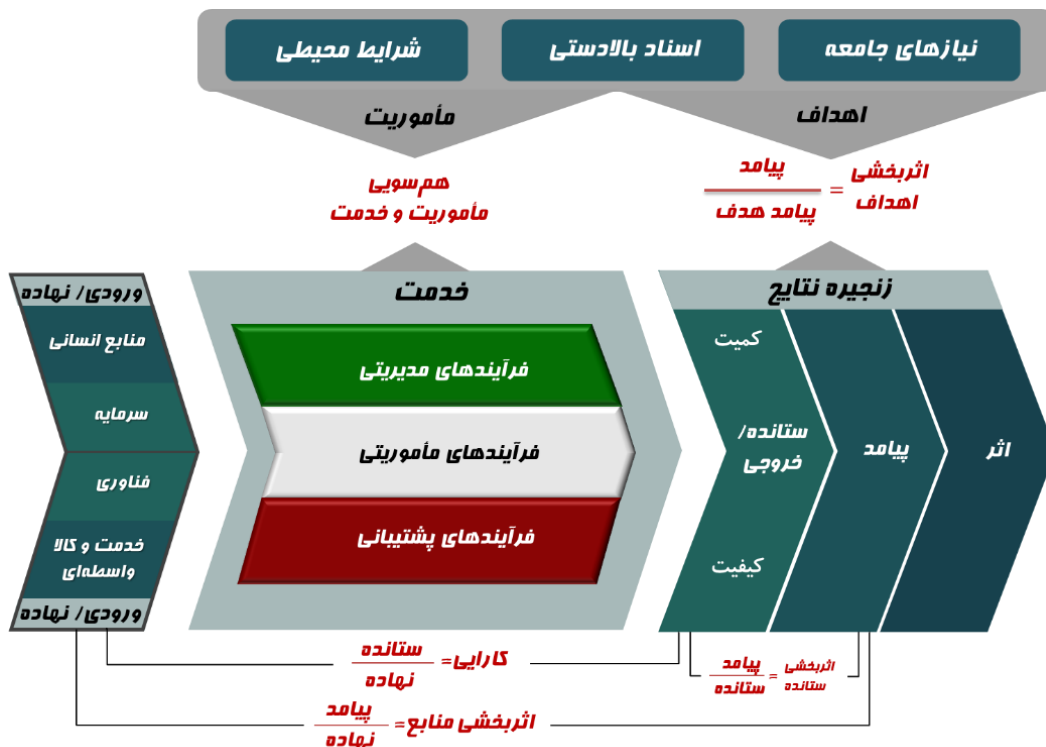 نیازهای جامعه
اسناد بالادستی
شرایط محیطی
اهداف
مأموریت
اثربخشی
اهداف
=
پیامد
پیامد هدف
هم‌سویی
مأموریت و خدمت
زنجیره نتایج
خدمت
ورودی/ نهاده
منابع انسانی
سرمایه
فناوری
خدمت و کالا
واسطه‌ای
ورودی/ نهاده
فرآیندهای مدیریتی
فرآیندهای مأموریتی
فرآیندهای پشتیبانی
کمیت
ستانده/
خروجی
کیفیت
پیامد
اثر
کارایی=
ستانده
نهاده
اثربخشی
ستانده
=
پیامد
ستانده
اثربخشی منابع=
پیامد
نهاده